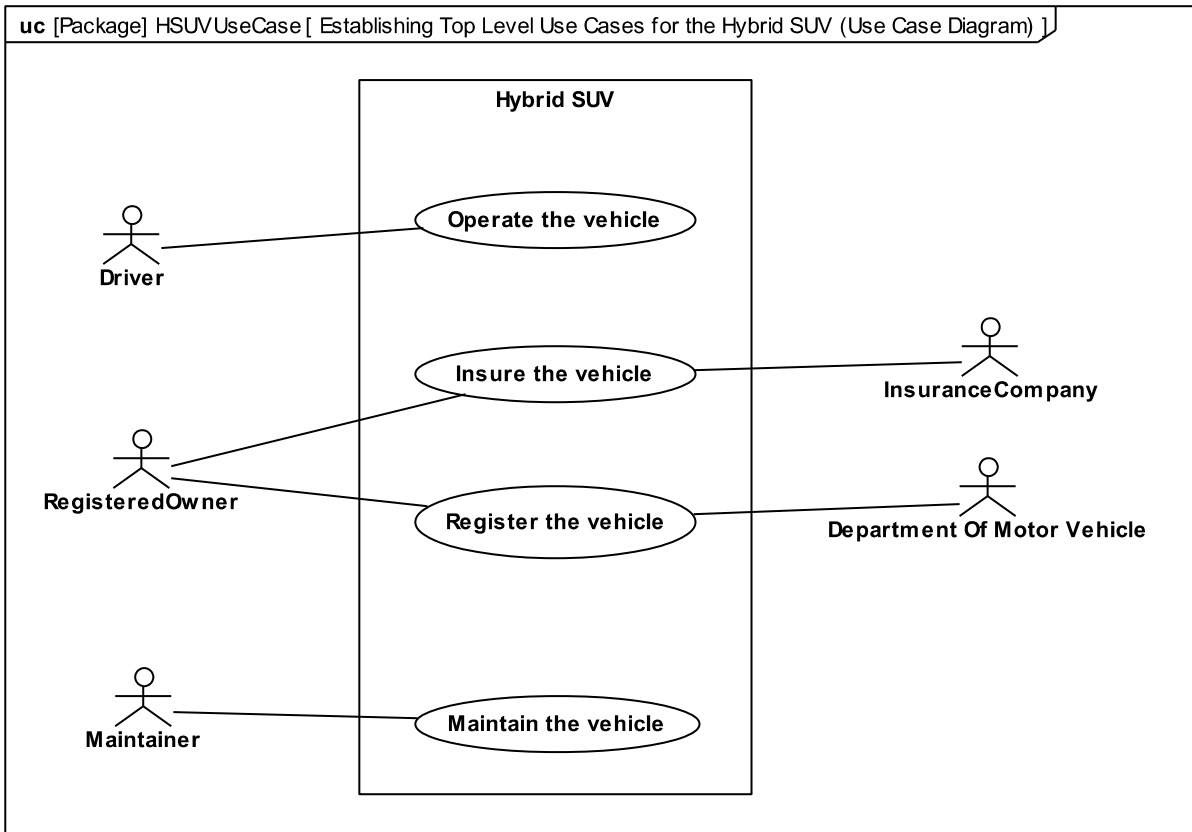 uc [Package] HSUVUseCase [ Establishing Top Level Use Cases for the Hybrid SUV (Use Case Diagram) ]
Hybrid SUV
Operate the vehicle
Driver
Insure the vehicle
InsuranceCompany
RegisteredOwner
Register the vehicle
Department Of Motor Vehicle
Maintain the vehicle
Maintainer